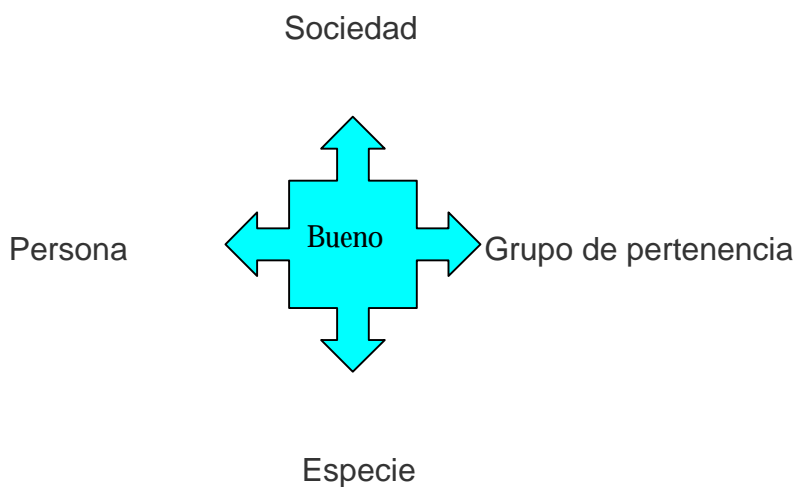 Sociedad
Persona
Bueno
Grupo de pertenencia
Especie